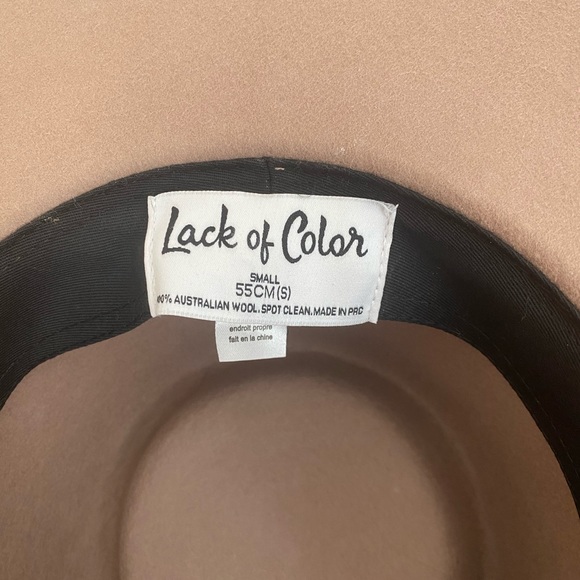 Lack of Color
SMALL
55CM(S)
100% AUSTRALIAN WOOL. SPOT CLEAN. MADE IN PRC
endroit propre
fait en la chine